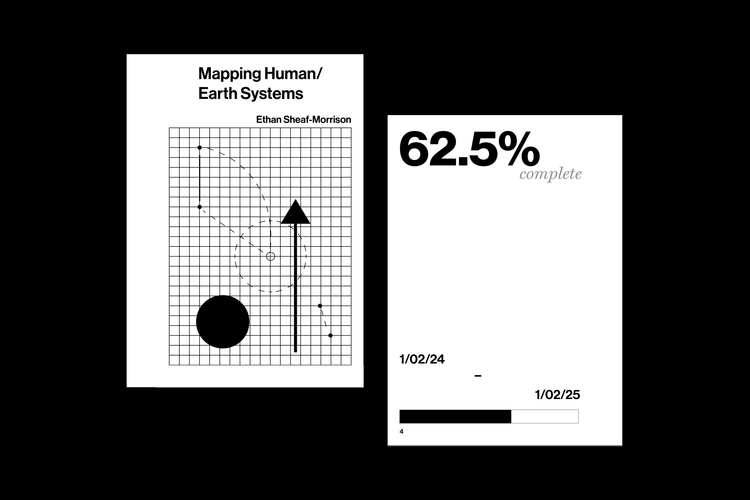 Mapping Human/
Earth Systems
Ethan Sheaf-Morrison
62.5%
complete
1/02/24
–
1/02/25
4